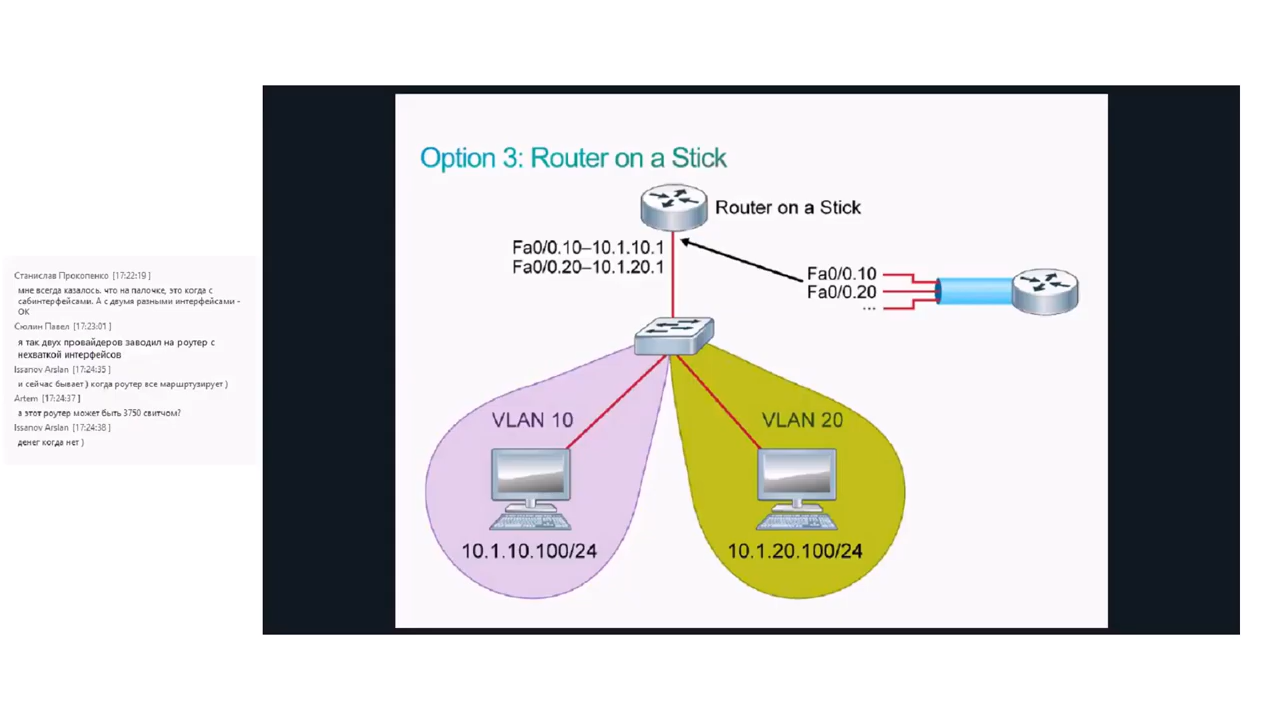 Станислав Прокопенко [17:22:19 ]
мне всегда казалось. что на палочке, это когда с
сабинтерфейсами. А с двумя разными интерфейсами -
ОК
Сюлин Павел [17:23:01 ]
я так двух провайдеров заводил на роутер с
нехваткой интерфейсов
Issanov Arslan [17:24:35 ]
и сейчас бывает ) когда роутер все маршртузирует )
Artem [17:24:37 ]
а этот роутер может быть 3750 свитчом?
Issanov Arslan [17:24:38 ]
денег когда нет )
Option 3: Router on a Stick
Router on a Stick
Fa0/0.10–10.1.10.1
Fa0/0.20–10.1.20.1
Fa0/0.10
Fa0/0.20
...
VLAN 10
VLAN 20
10.1.10.100/24
10.1.20.100/24